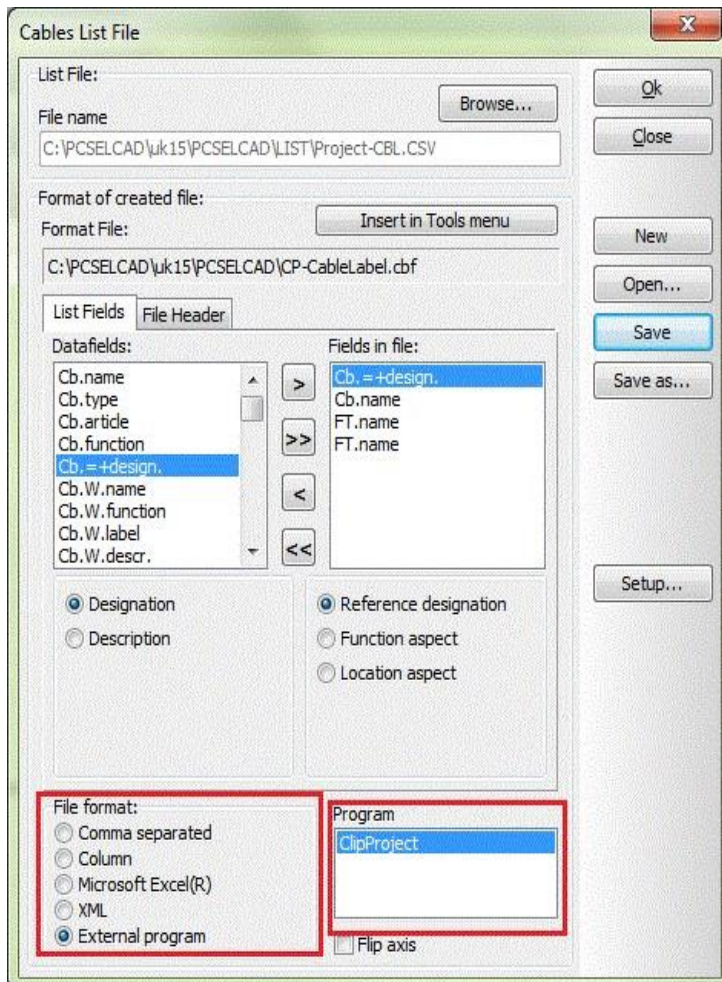 Cables List File
X
List File:
Browse...
File name
C:\PCSELCAD\uk15\PCSELCAD\LIST\Project-CBL.CSV
Format of created file:
Format File:
Insert in Tools menu
C:\PCSELCAD\uk15\PCSELCAD\CP-CableLabel.cbf
List Fields
File Header
Datafields:
Cb.name
Cb.type
Cb.article
Cb.function
Cb.=+design.
Cb.W.name
Cb.W.function
Cb.W.label
Cb.W.descr.
>
>>
<
<<
Fields in file:
Cb.=+design.
Cb.name
FT.name
FT.name
Designation
Description
Reference designation
Function aspect
Location aspect
File format:
Comma separated
Column
Microsoft Excel(R)
XML
External program
Program
ClipProject
Flip axis
Ok
Close
New
Open...
Save
Save as...
Setup...